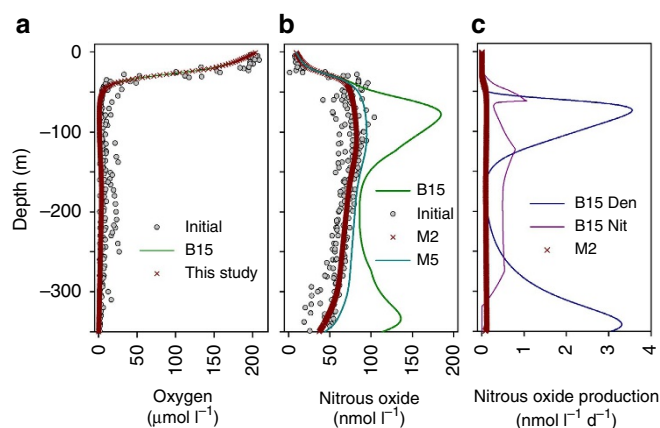 a
b
c
0
−100
−200
−300
Depth (m)
Initial
B15
This study
B15
Initial
M2
M5
B15 Den
B15 Nit
M2
0 50 100 150 200
0 50 100 150
0 1 2 3 4
Oxygen
(μmol l⁻¹)
Nitrous oxide
(nmol l⁻¹)
Nitrous oxide production
(nmol l⁻¹ d⁻¹)